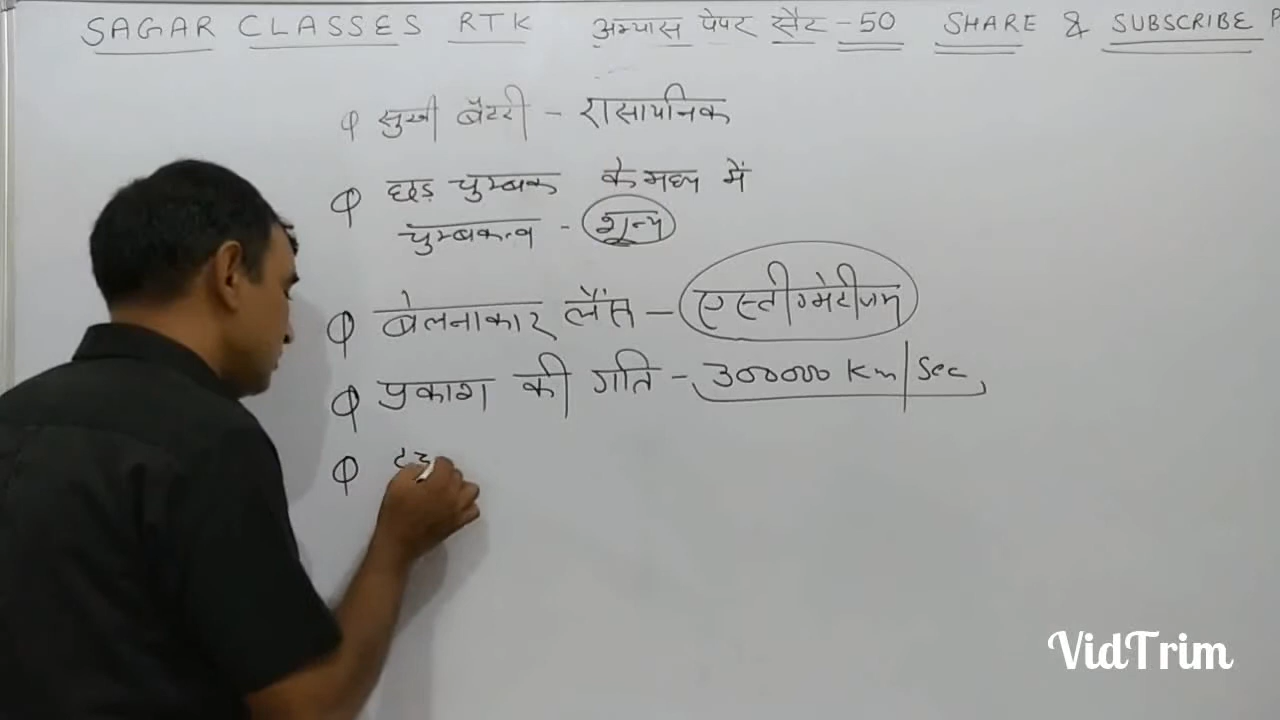 SAGAR CLASSES RTK अभ्यास पेपर सैट - 50 SHARE & SUBSCRIBE P
सुखी बैटरी - रासायनिक
छड़ चुम्बक के मध्य में
चुम्बकत्व - शून्य
बेलनाकार लैंस - एस्तीग्मेटीजम
प्रकाश की गति - 300000 Km/Sec
VidTrim